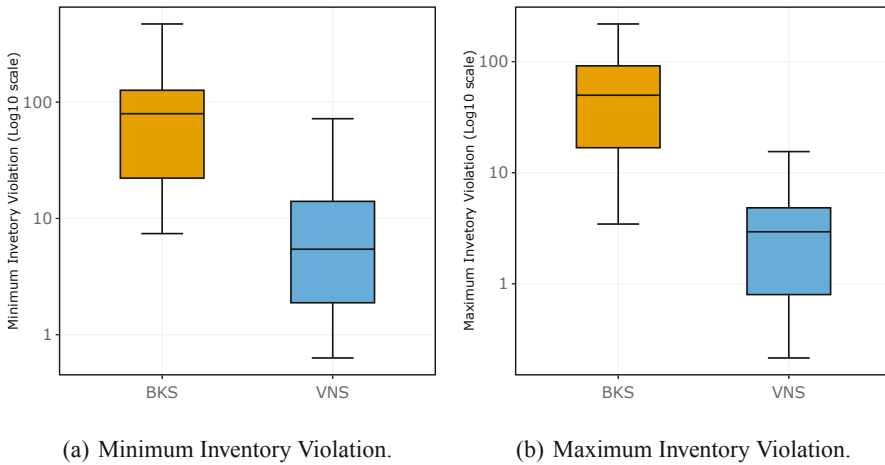 Minimum Invetory Violation (Log10 scale)
100
10
1
BKS
VNS
Maximum Invetory Violation (Log10 scale)
100
10
1
BKS
VNS
(a) Minimum Inventory Violation.
(b) Maximum Inventory Violation.